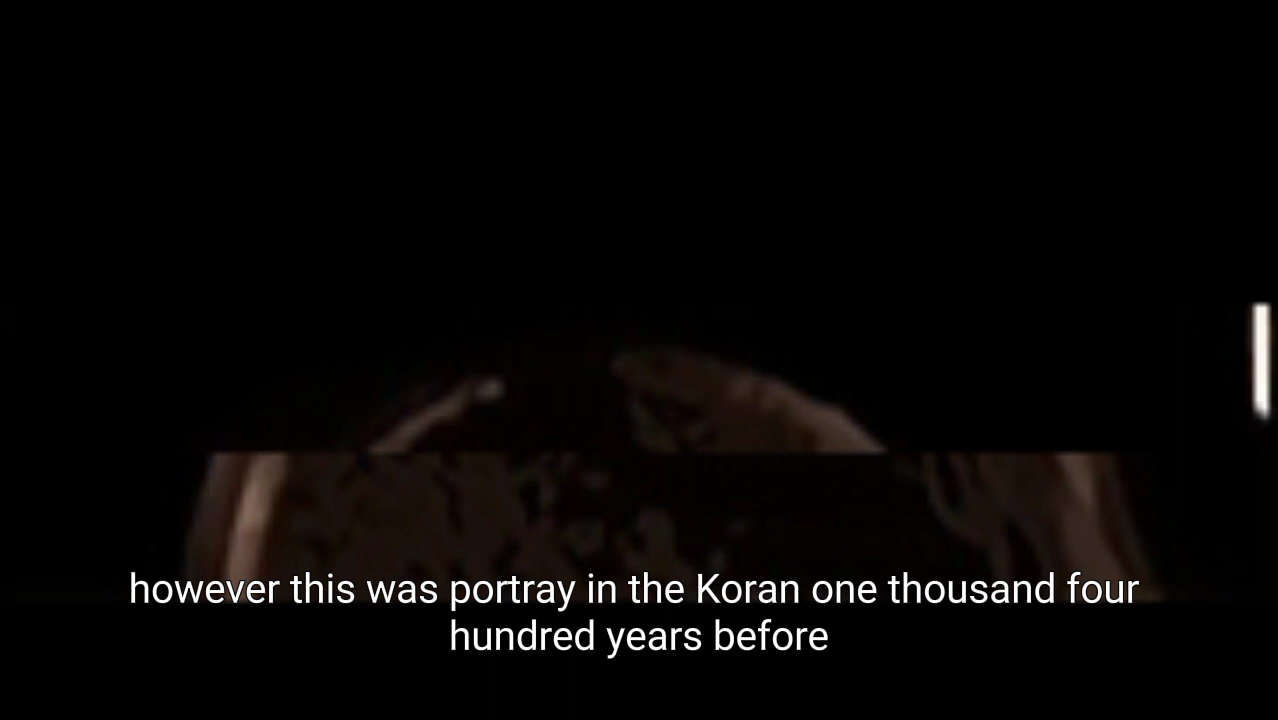 however this was portray in the Koran one thousand four
hundred years before